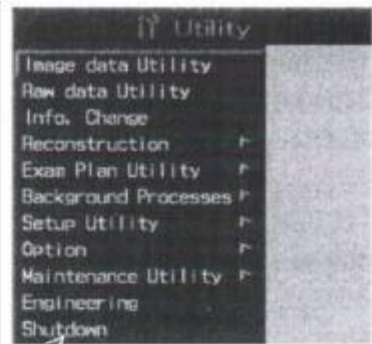 Utility
Image data Utility
Raw data Utility
Info. Change
Reconstruction
Exam Plan Utility
Background Processes
Setup Utility
Option
Maintenance Utility
Engineering
Shutdown